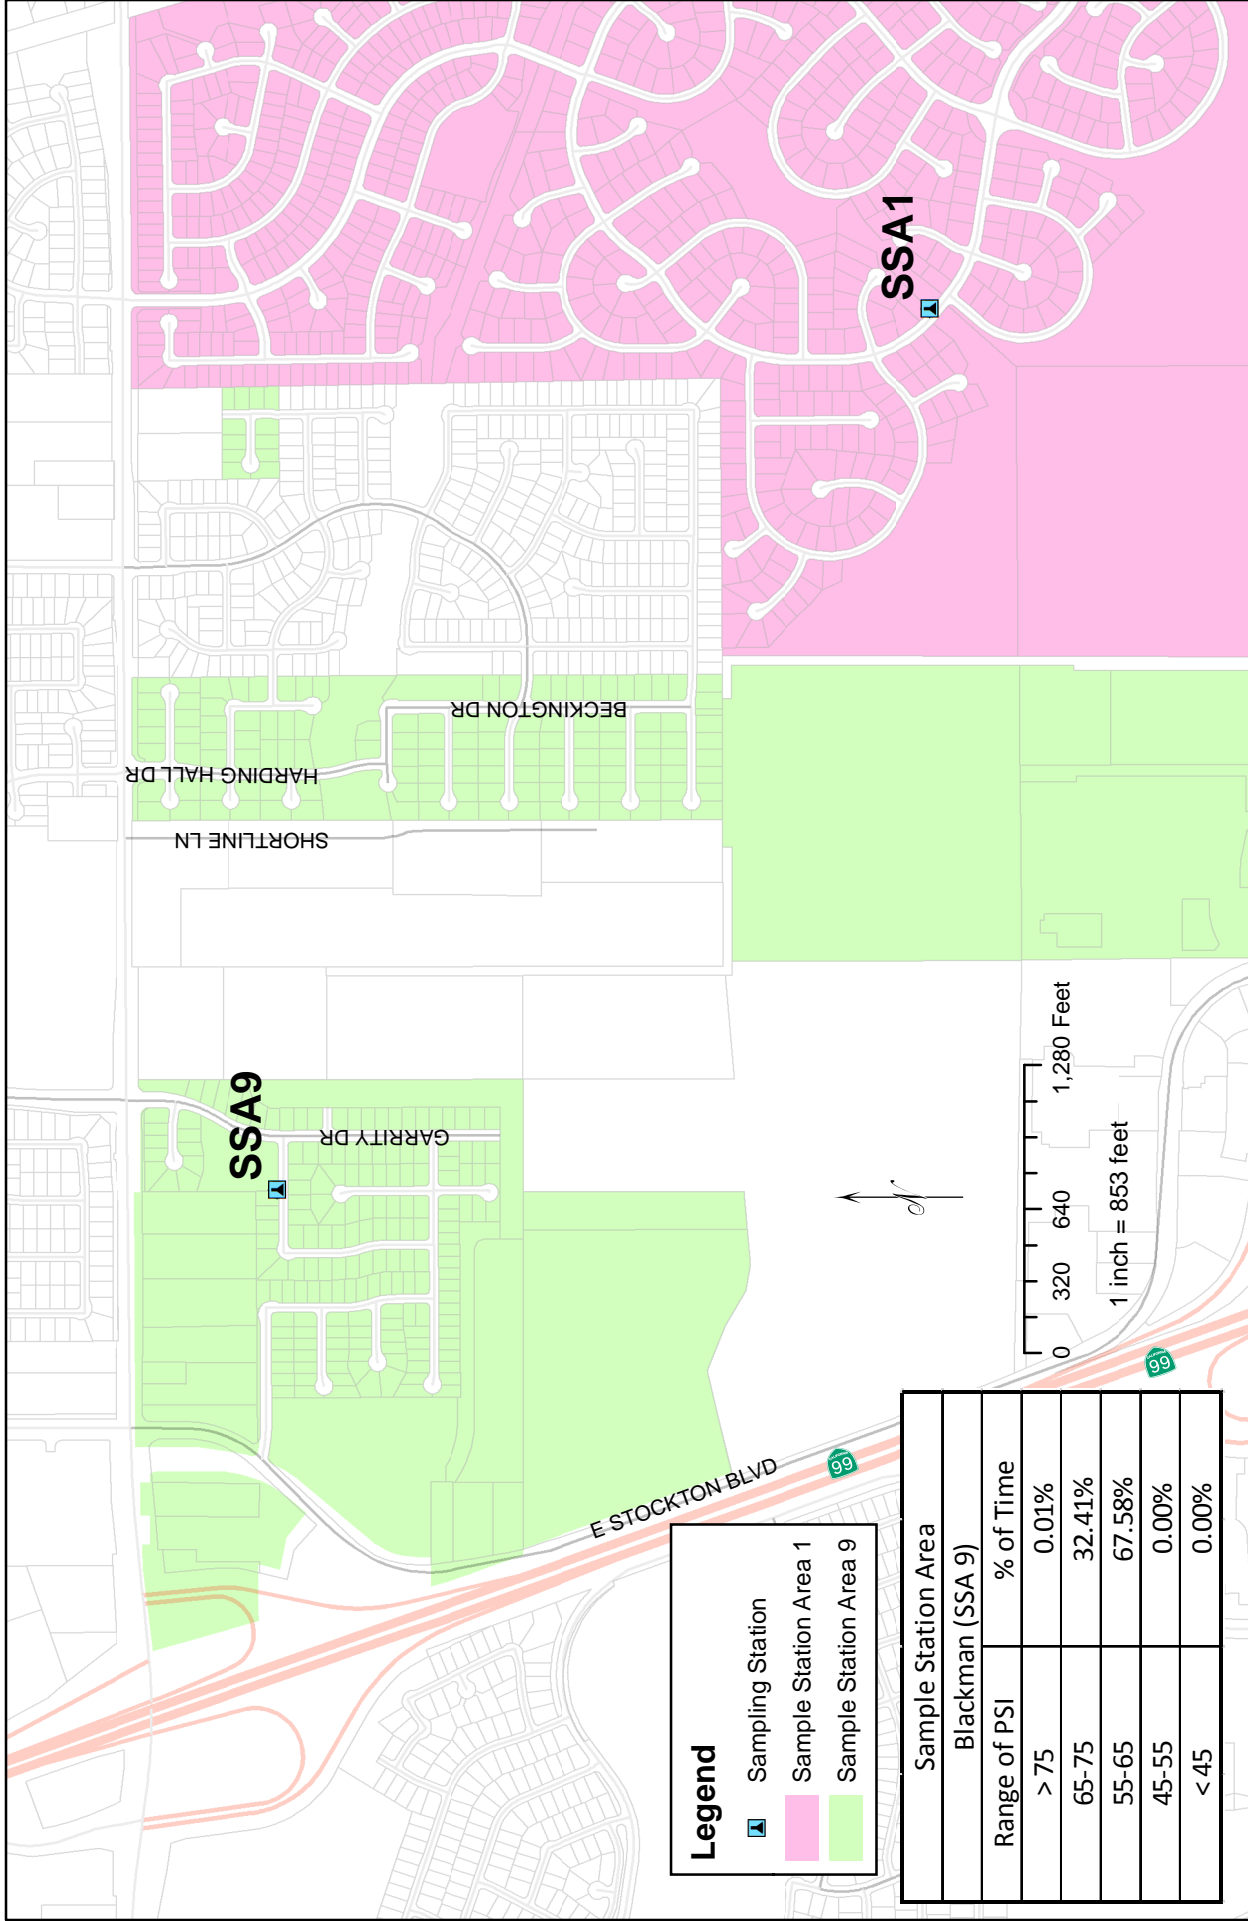 SSA1
SSA9
HARDING HALL DR
BECKINGTON DR
SHORTLINE LN
GARRITY DR
E STOCKTON BLVD
99
99
0 320 640 1,280 Feet
1 inch = 853 feet
Legend
Sampling Station
Sample Station Area 1
Sample Station Area 9
Sample Station Area
Blackman (SSA 9)
Range of PSI % of Time
>75 0.01%
65-75 32.41%
55-65 67.58%
45-55 0.00%
<45 0.00%